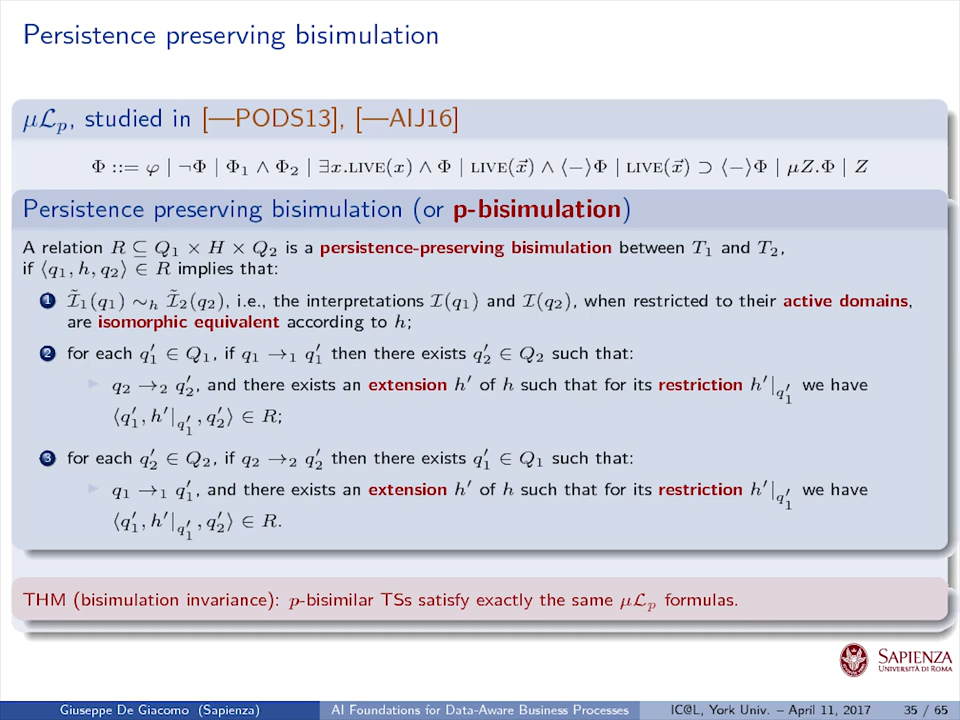 Persistence preserving bisimulation
μℒₚ, studied in [—PODS13], [—AIJ16]
Φ ::= φ | ¬Φ | Φ₁ ∧ Φ₂ | ∃x.LIVE(x) ∧ Φ | LIVE(x⃗) ∧ ⟨−⟩Φ | LIVE(x⃗) ⊃ ⟨−⟩Φ | μZ.Φ | Z
Persistence preserving bisimulation (or p-bisimulation)
A relation R ⊆ Q₁ × H × Q₂ is a persistence-preserving bisimulation between T₁ and T₂,
if ⟨q₁, h, q₂⟩ ∈ R implies that:
1 Ĩ₁(q₁) ∼ₕ Ĩ₂(q₂), i.e., the interpretations I(q₁) and I(q₂), when restricted to their active domains,
are isomorphic equivalent according to h;
2 for each q′₁ ∈ Q₁, if q₁ →₁ q′₁ then there exists q′₂ ∈ Q₂ such that:
▶ q₂ →₂ q′₂, and there exists an extension h′ of h such that for its restriction h′|q′₁ we have
⟨q′₁, h′|q′₁, q′₂⟩ ∈ R;
3 for each q′₂ ∈ Q₂, if q₂ →₂ q′₂ then there exists q′₁ ∈ Q₁ such that:
▶ q₁ →₁ q′₁, and there exists an extension h′ of h such that for its restriction h′|q′₁ we have
⟨q′₁, h′|q′₁, q′₂⟩ ∈ R.
THM (bisimulation invariance): p-bisimilar TSs satisfy exactly the same μℒₚ formulas.
SAPIENZA
UNIVERSITÀ DI ROMA
Giuseppe De Giacomo (Sapienza) AI Foundations for Data-Aware Business Processes IC@L, York Univ. – April 11, 2017 35 / 65